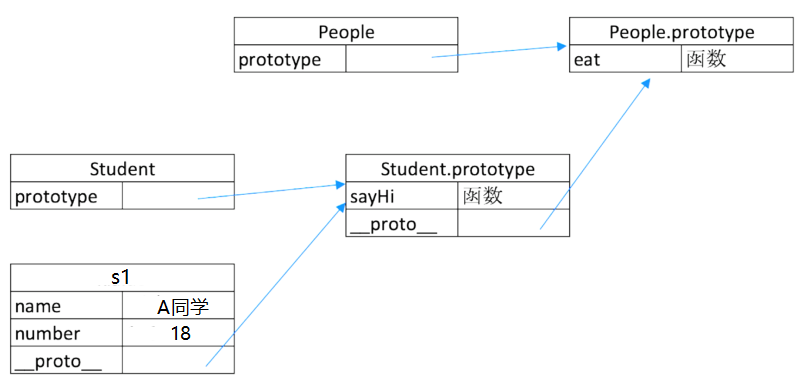 People
prototype
People.prototype
eat 函数
Student
prototype
Student.prototype
sayHi 函数
__proto__
s1
name A同学
number 18
__proto__